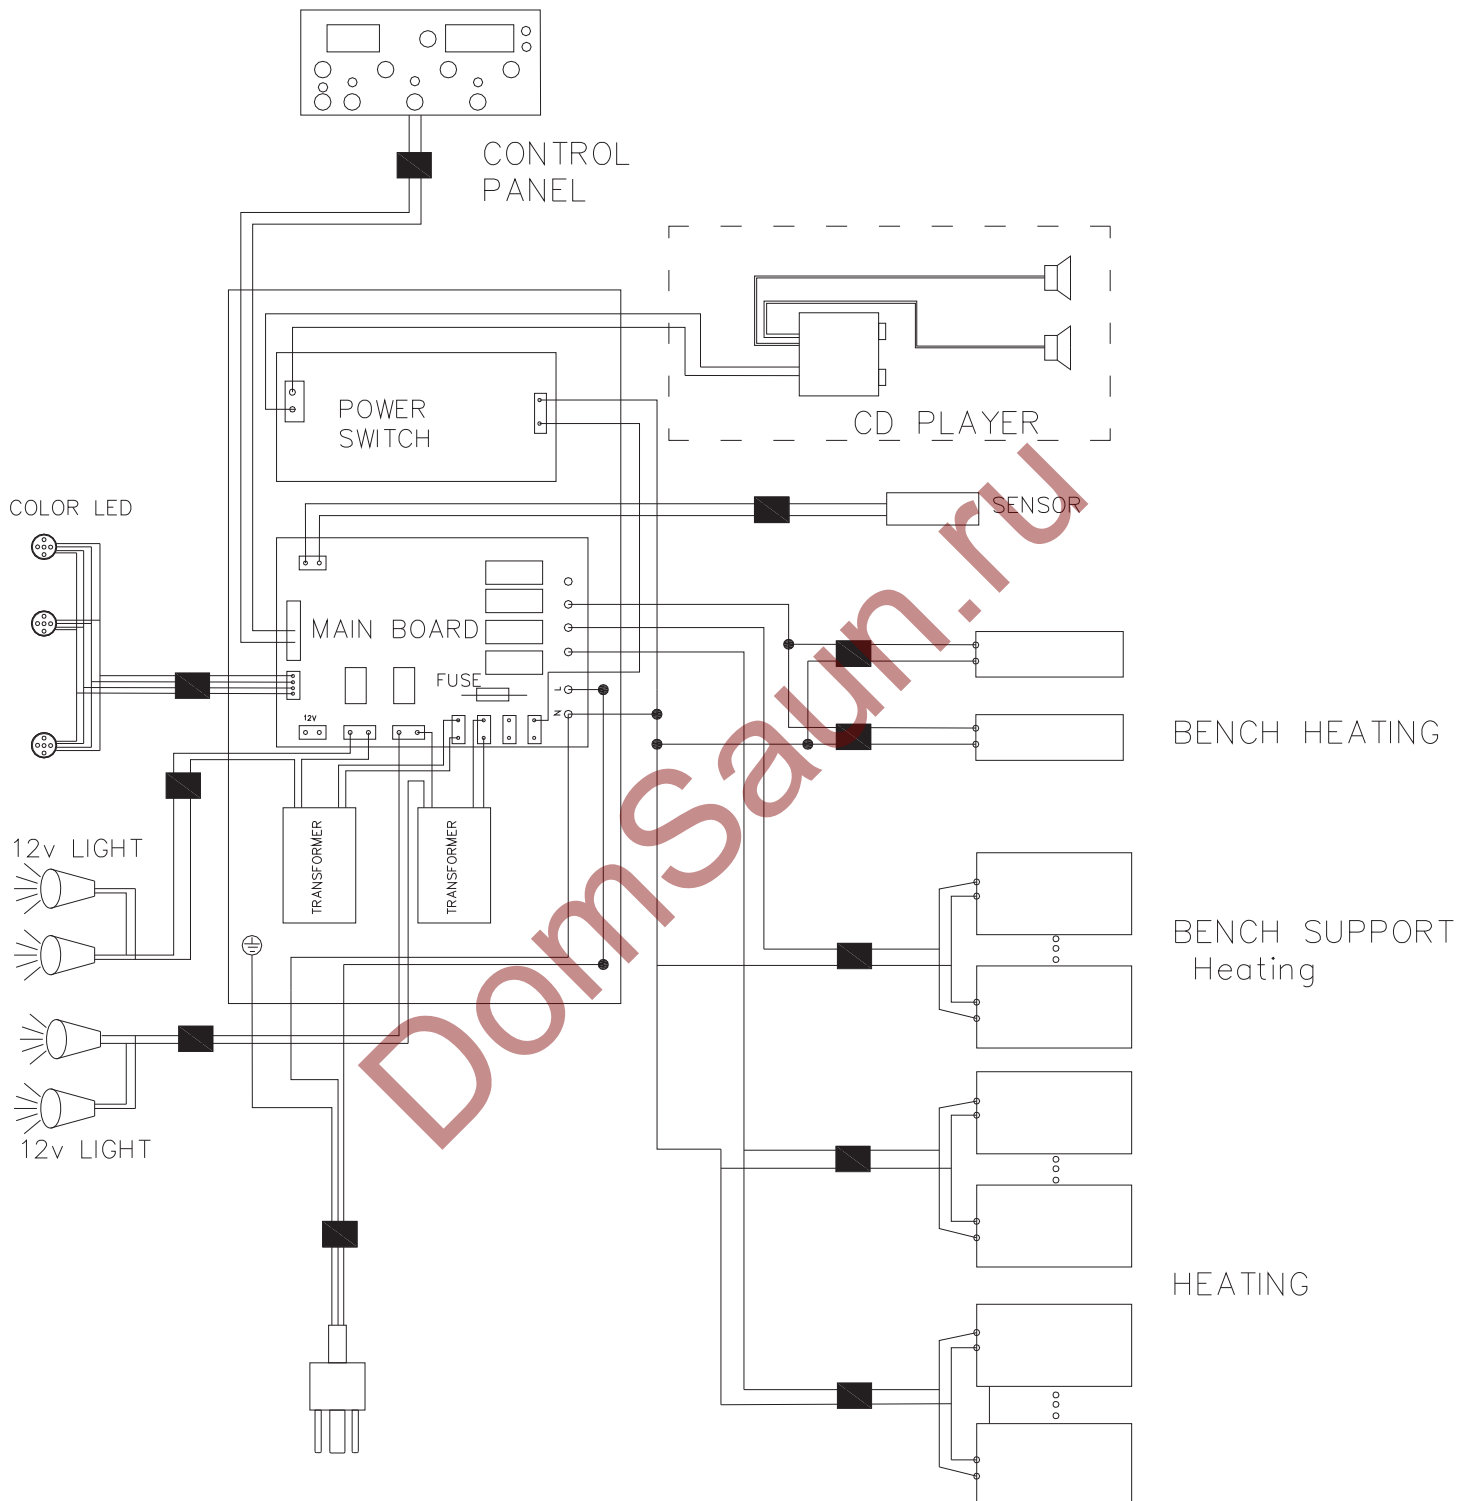 CONTROL
PANEL
POWER
SWITCH
CD PLAYER
COLOR LED
SENSOR
MAIN BOARD
FUSE
12V
L
N
BENCH HEATING
TRANSFORMER
TRANSFORMER
12v LIGHT
BENCH SUPPORT
Heating
12v LIGHT
HEATING
DomSaun.ru